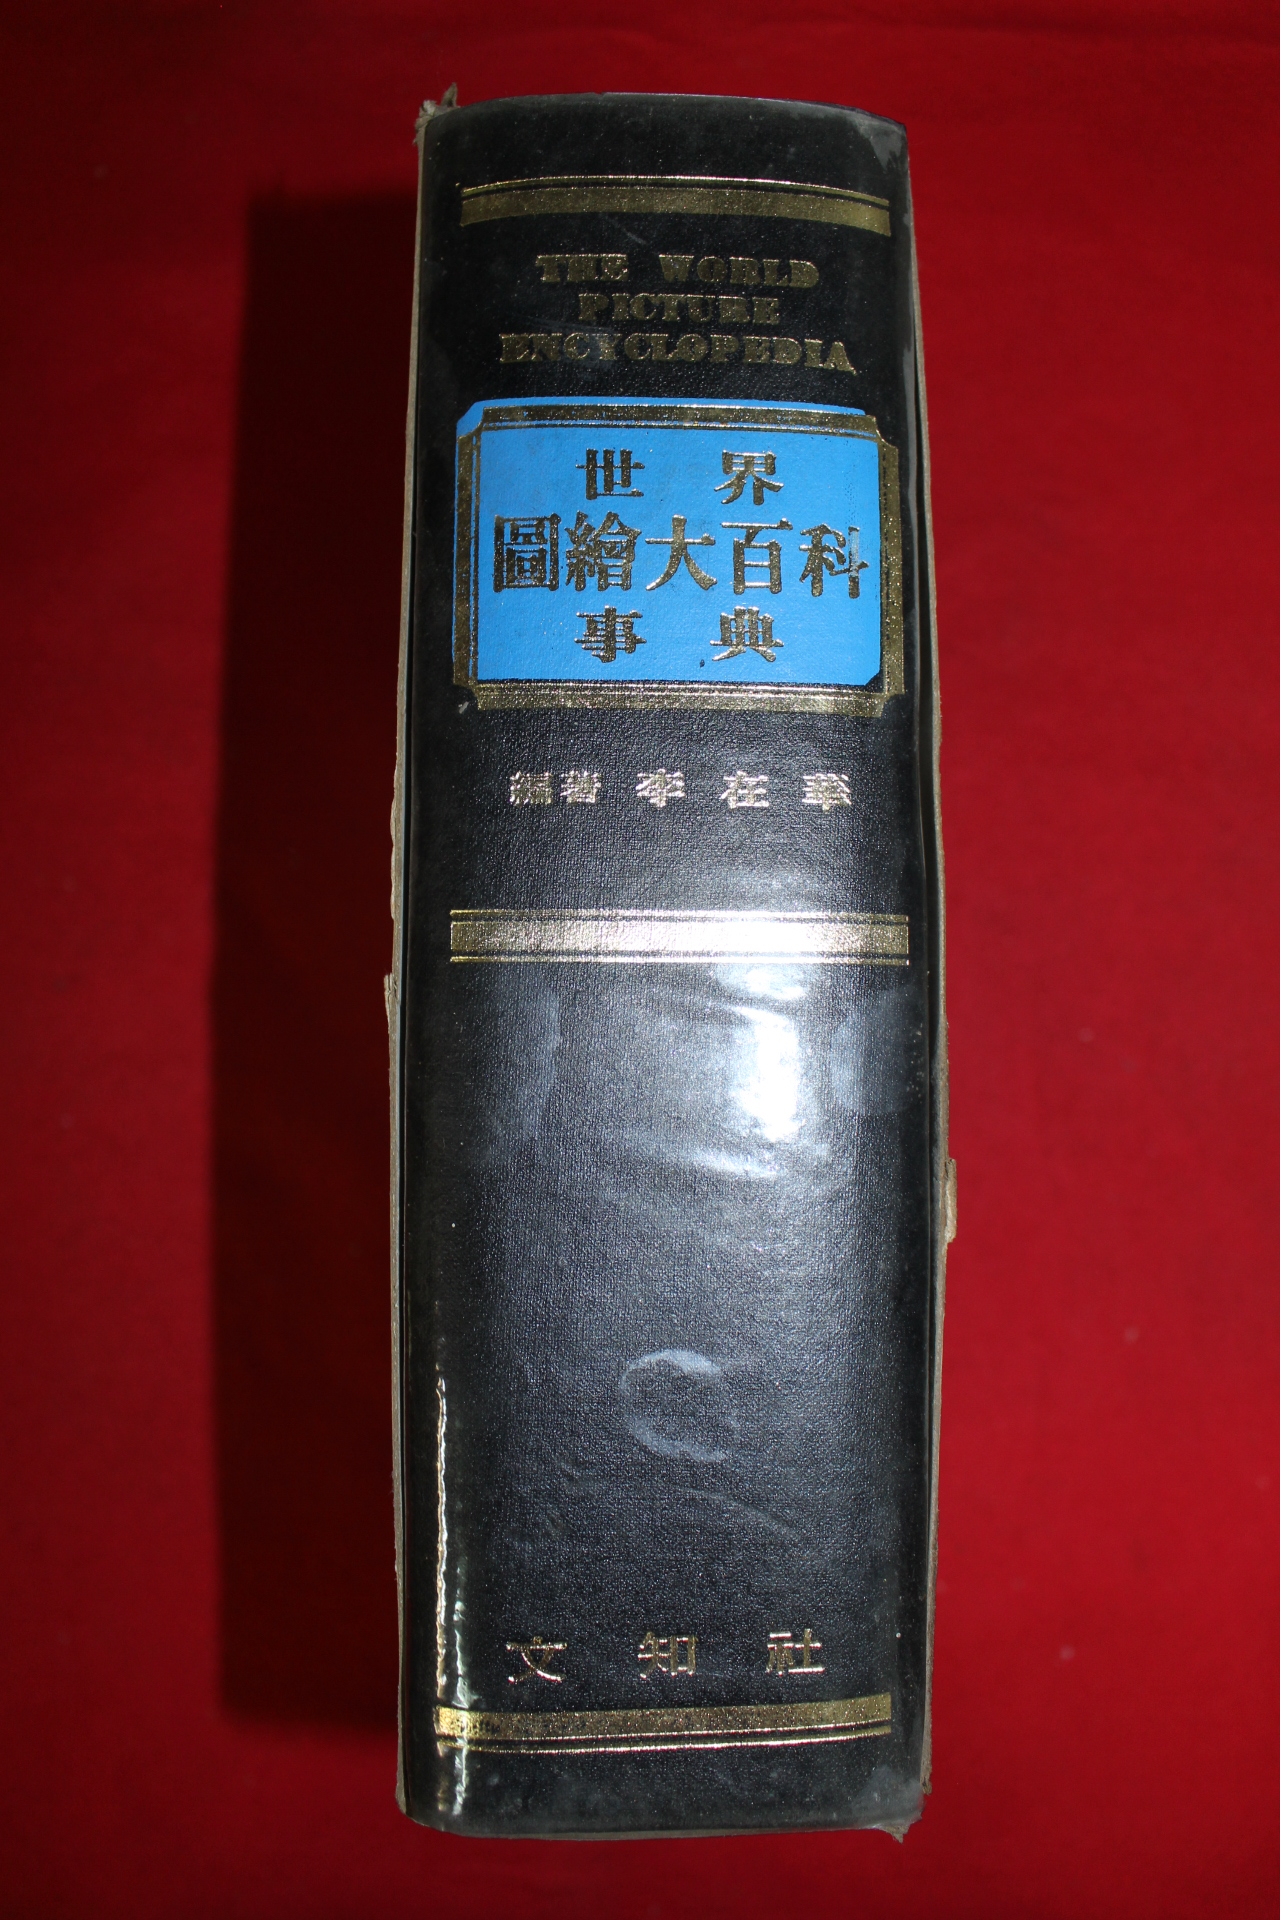 THE WORLD
PICTURE
ENCYCLOPEDIA
世界
圖繪大百科
事典
編著 李在華
文知社